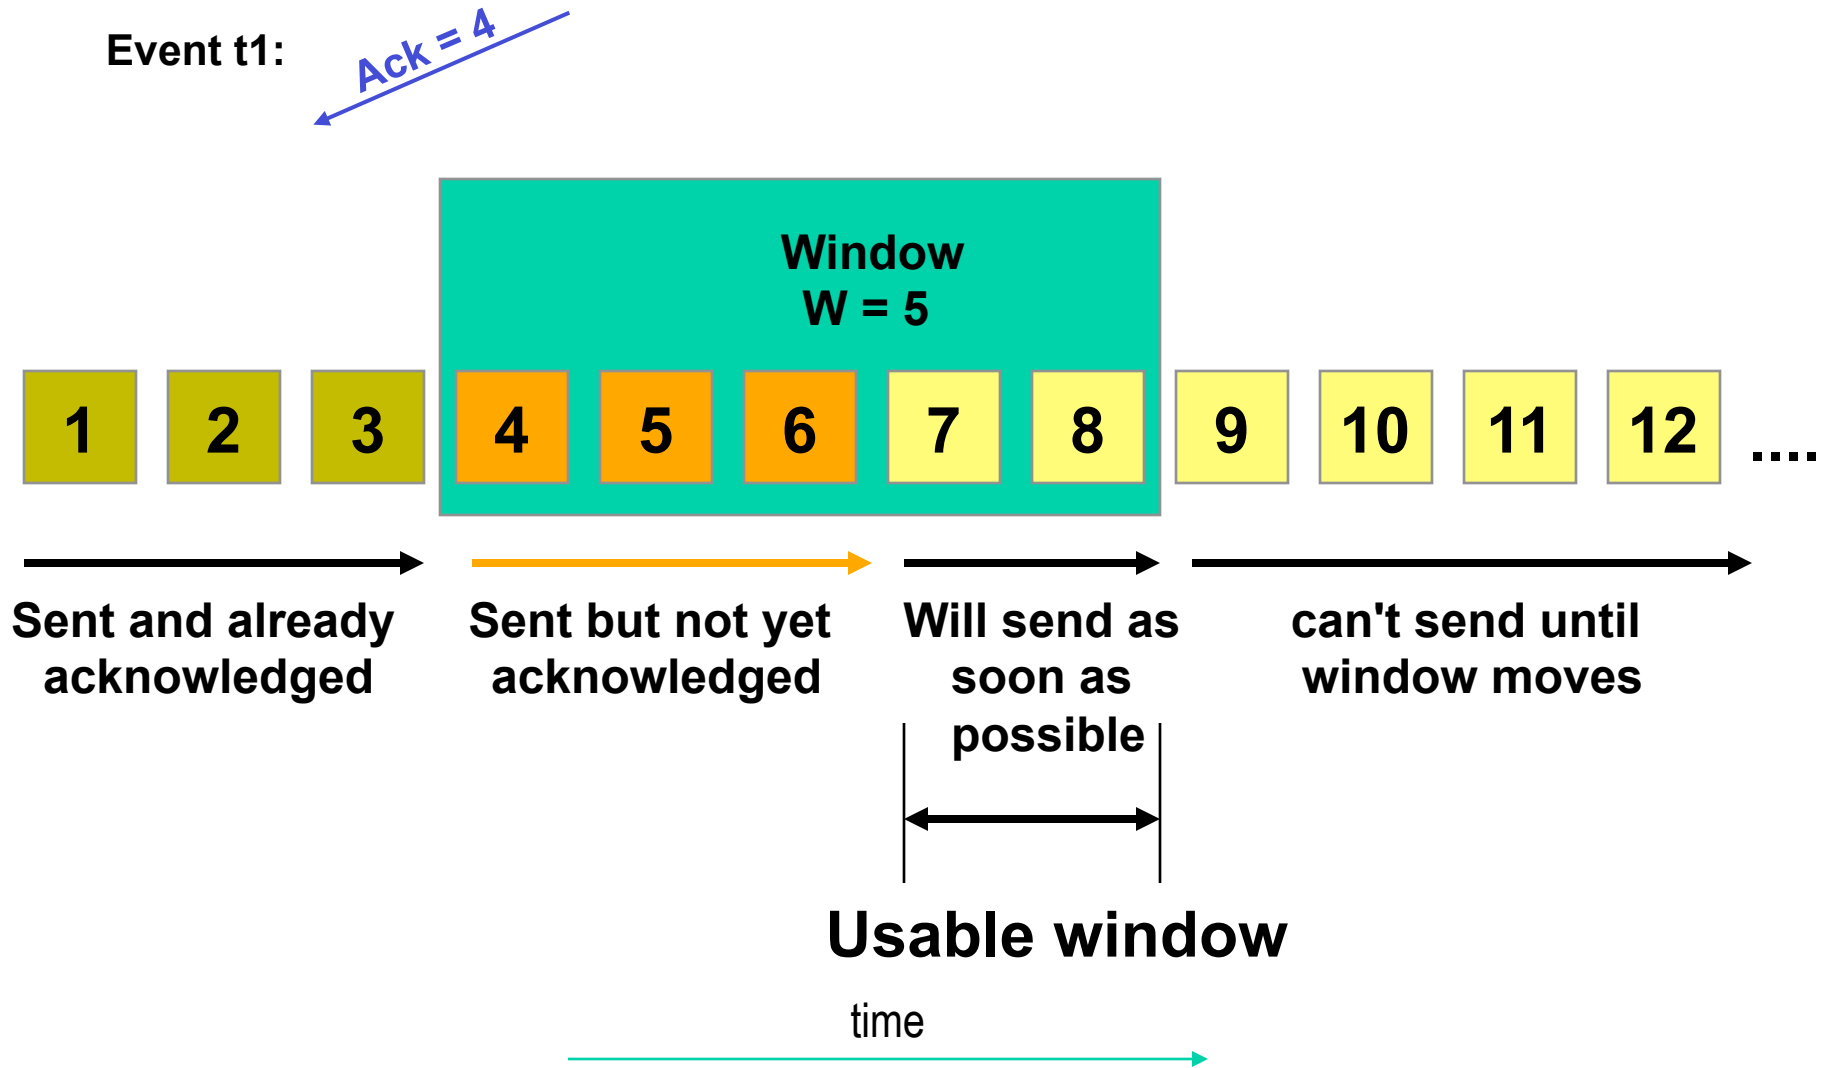 Event t1:
Ack = 4
Window
W = 5
1 2 3 4 5 6 7 8 9 10 11 12 ....
Sent and already
acknowledged
Sent but not yet
acknowledged
Will send as
soon as
possible
can't send until
window moves
Usable window
time